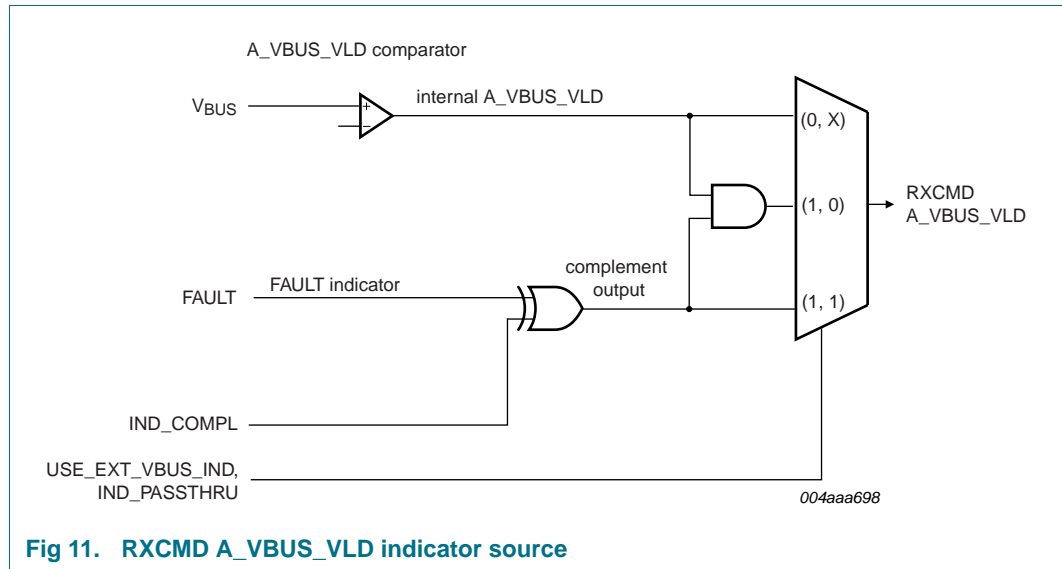 A_VBUS_VLD comparator
VBUS
+
−
internal A_VBUS_VLD
(0, X)
(1, 0)
RXCMD
A_VBUS_VLD
complement
output
FAULT
FAULT indicator
(1, 1)
IND_COMPL
USE_EXT_VBUS_IND,
IND_PASSTHRU
004aaa698
Fig 11. RXCMD A_VBUS_VLD indicator source